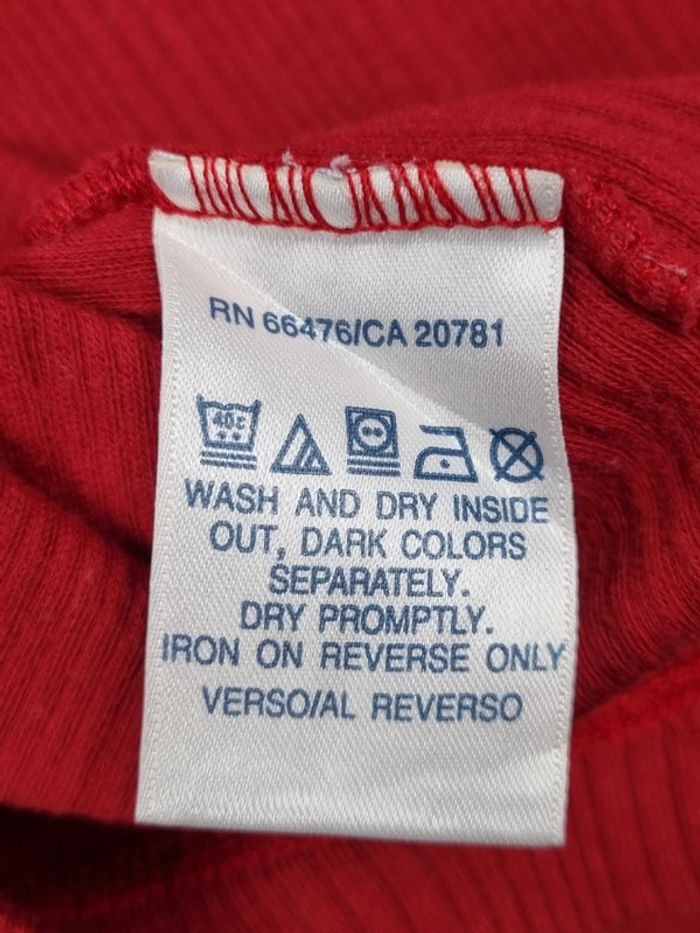 RN 66476/CA 20781
40c
WASH AND DRY INSIDE
OUT, DARK COLORS
SEPARATELY.
DRY PROMPTLY.
IRON ON REVERSE ONLY
VERSO/AL REVERSO